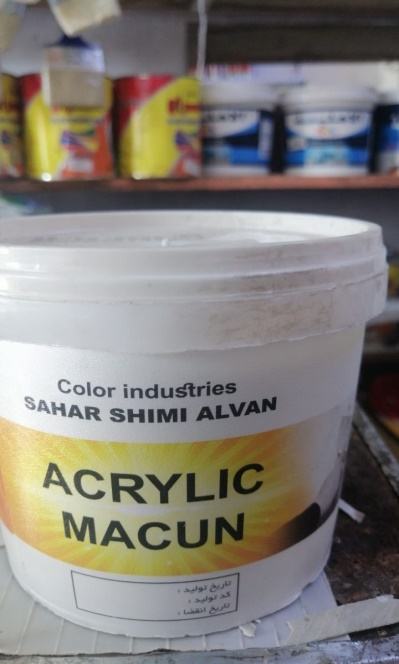 Color industries
SAHAR SHIMI ALVAN
ACRYLIC
MACUN
تاریخ تولید :
کد تولید :
تاریخ انقضا :